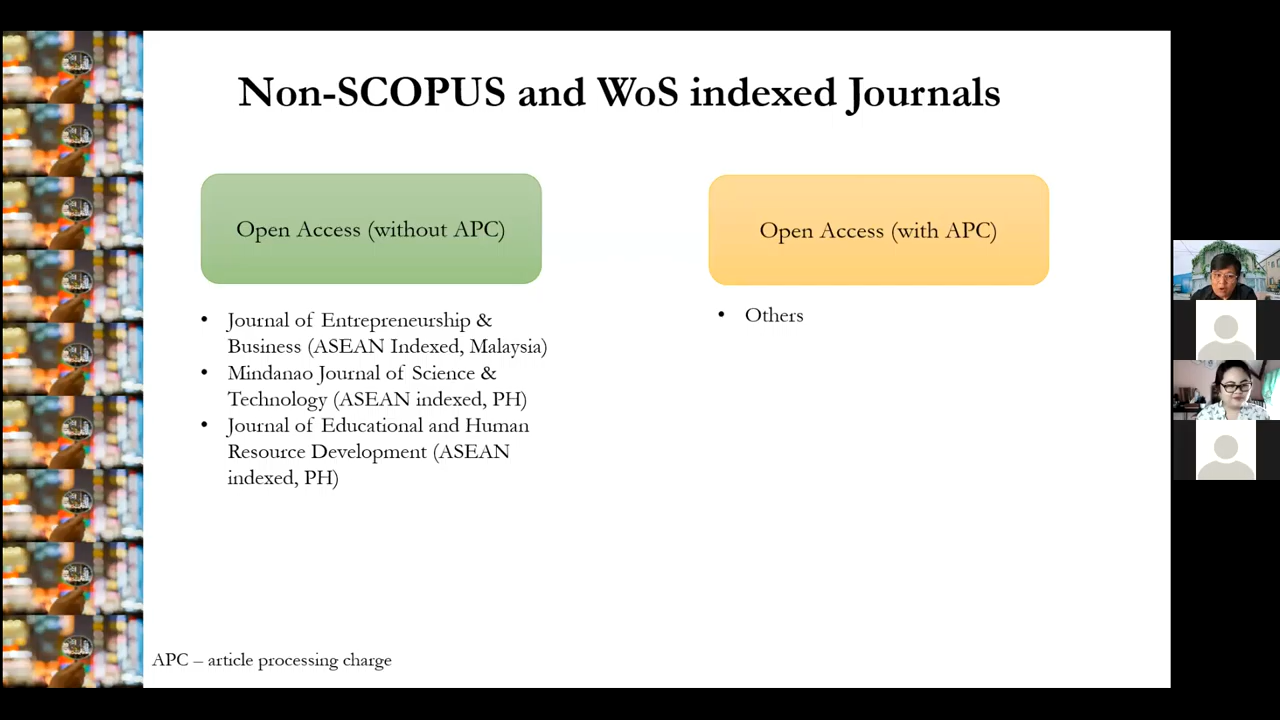 Non-SCOPUS and WoS indexed Journals
Open Access (without APC)
• Journal of Entrepreneurship &
Business (ASEAN Indexed, Malaysia)
• Mindanao Journal of Science &
Technology (ASEAN indexed, PH)
• Journal of Educational and Human
Resource Development (ASEAN
indexed, PH)
Open Access (with APC)
• Others
APC – article processing charge